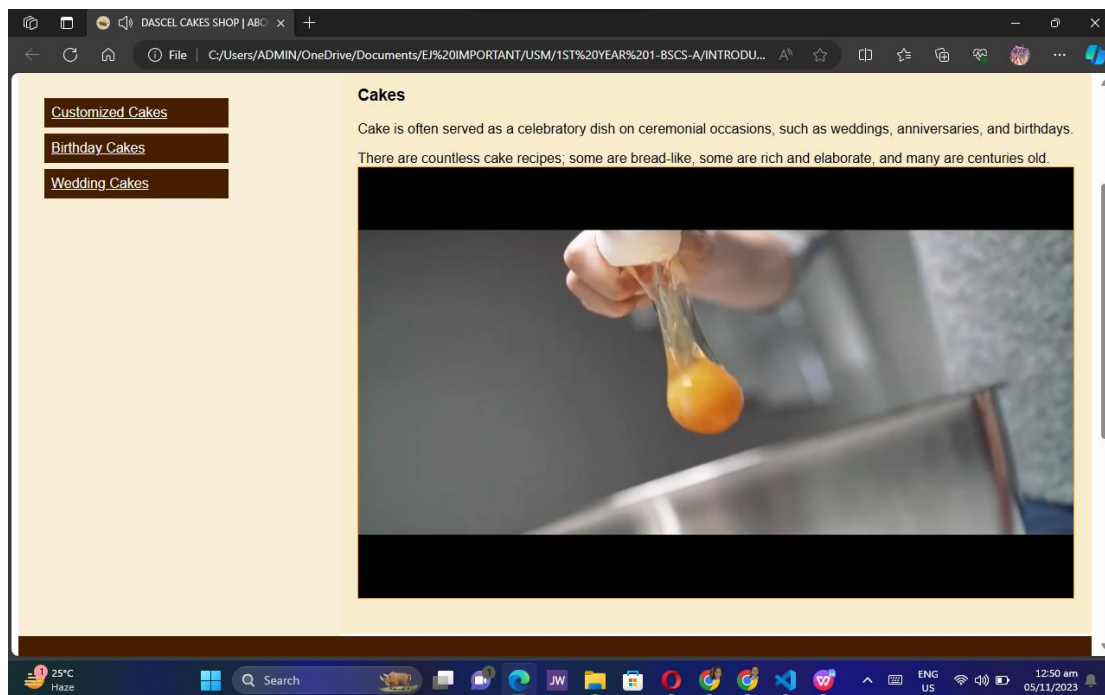 DASCEL CAKES SHOP | ABO
File
C:/Users/ADMIN/OneDrive/Documents/EJ%20IMPORTANT/USM/1ST%20YEAR%201-BSCS-A/INTRODU...
Customized Cakes
Birthday Cakes
Wedding Cakes
Cakes
Cake is often served as a celebratory dish on ceremonial occasions, such as weddings, anniversaries, and birthdays.
There are countless cake recipes; some are bread-like, some are rich and elaborate, and many are centuries old.
1
25°C
Haze
Search
JW
ENG
US
12:50 am
05/11/2023